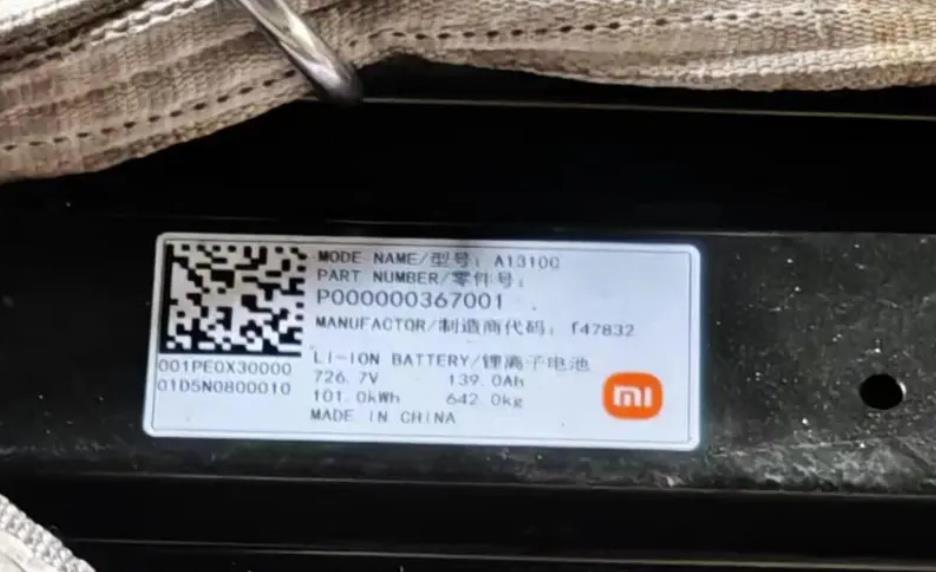 MODE NAME/型号: A1310G
PART NUMBER/零件号:
P000000367001
MANUFACTOR/制造商代码: f47832
LI-ION BATTERY/锂离子电池
726.7V 139.0Ah
101.0kWh 642.0kg
MADE IN CHINA
001PE0X30000
01D5N0800010
mi